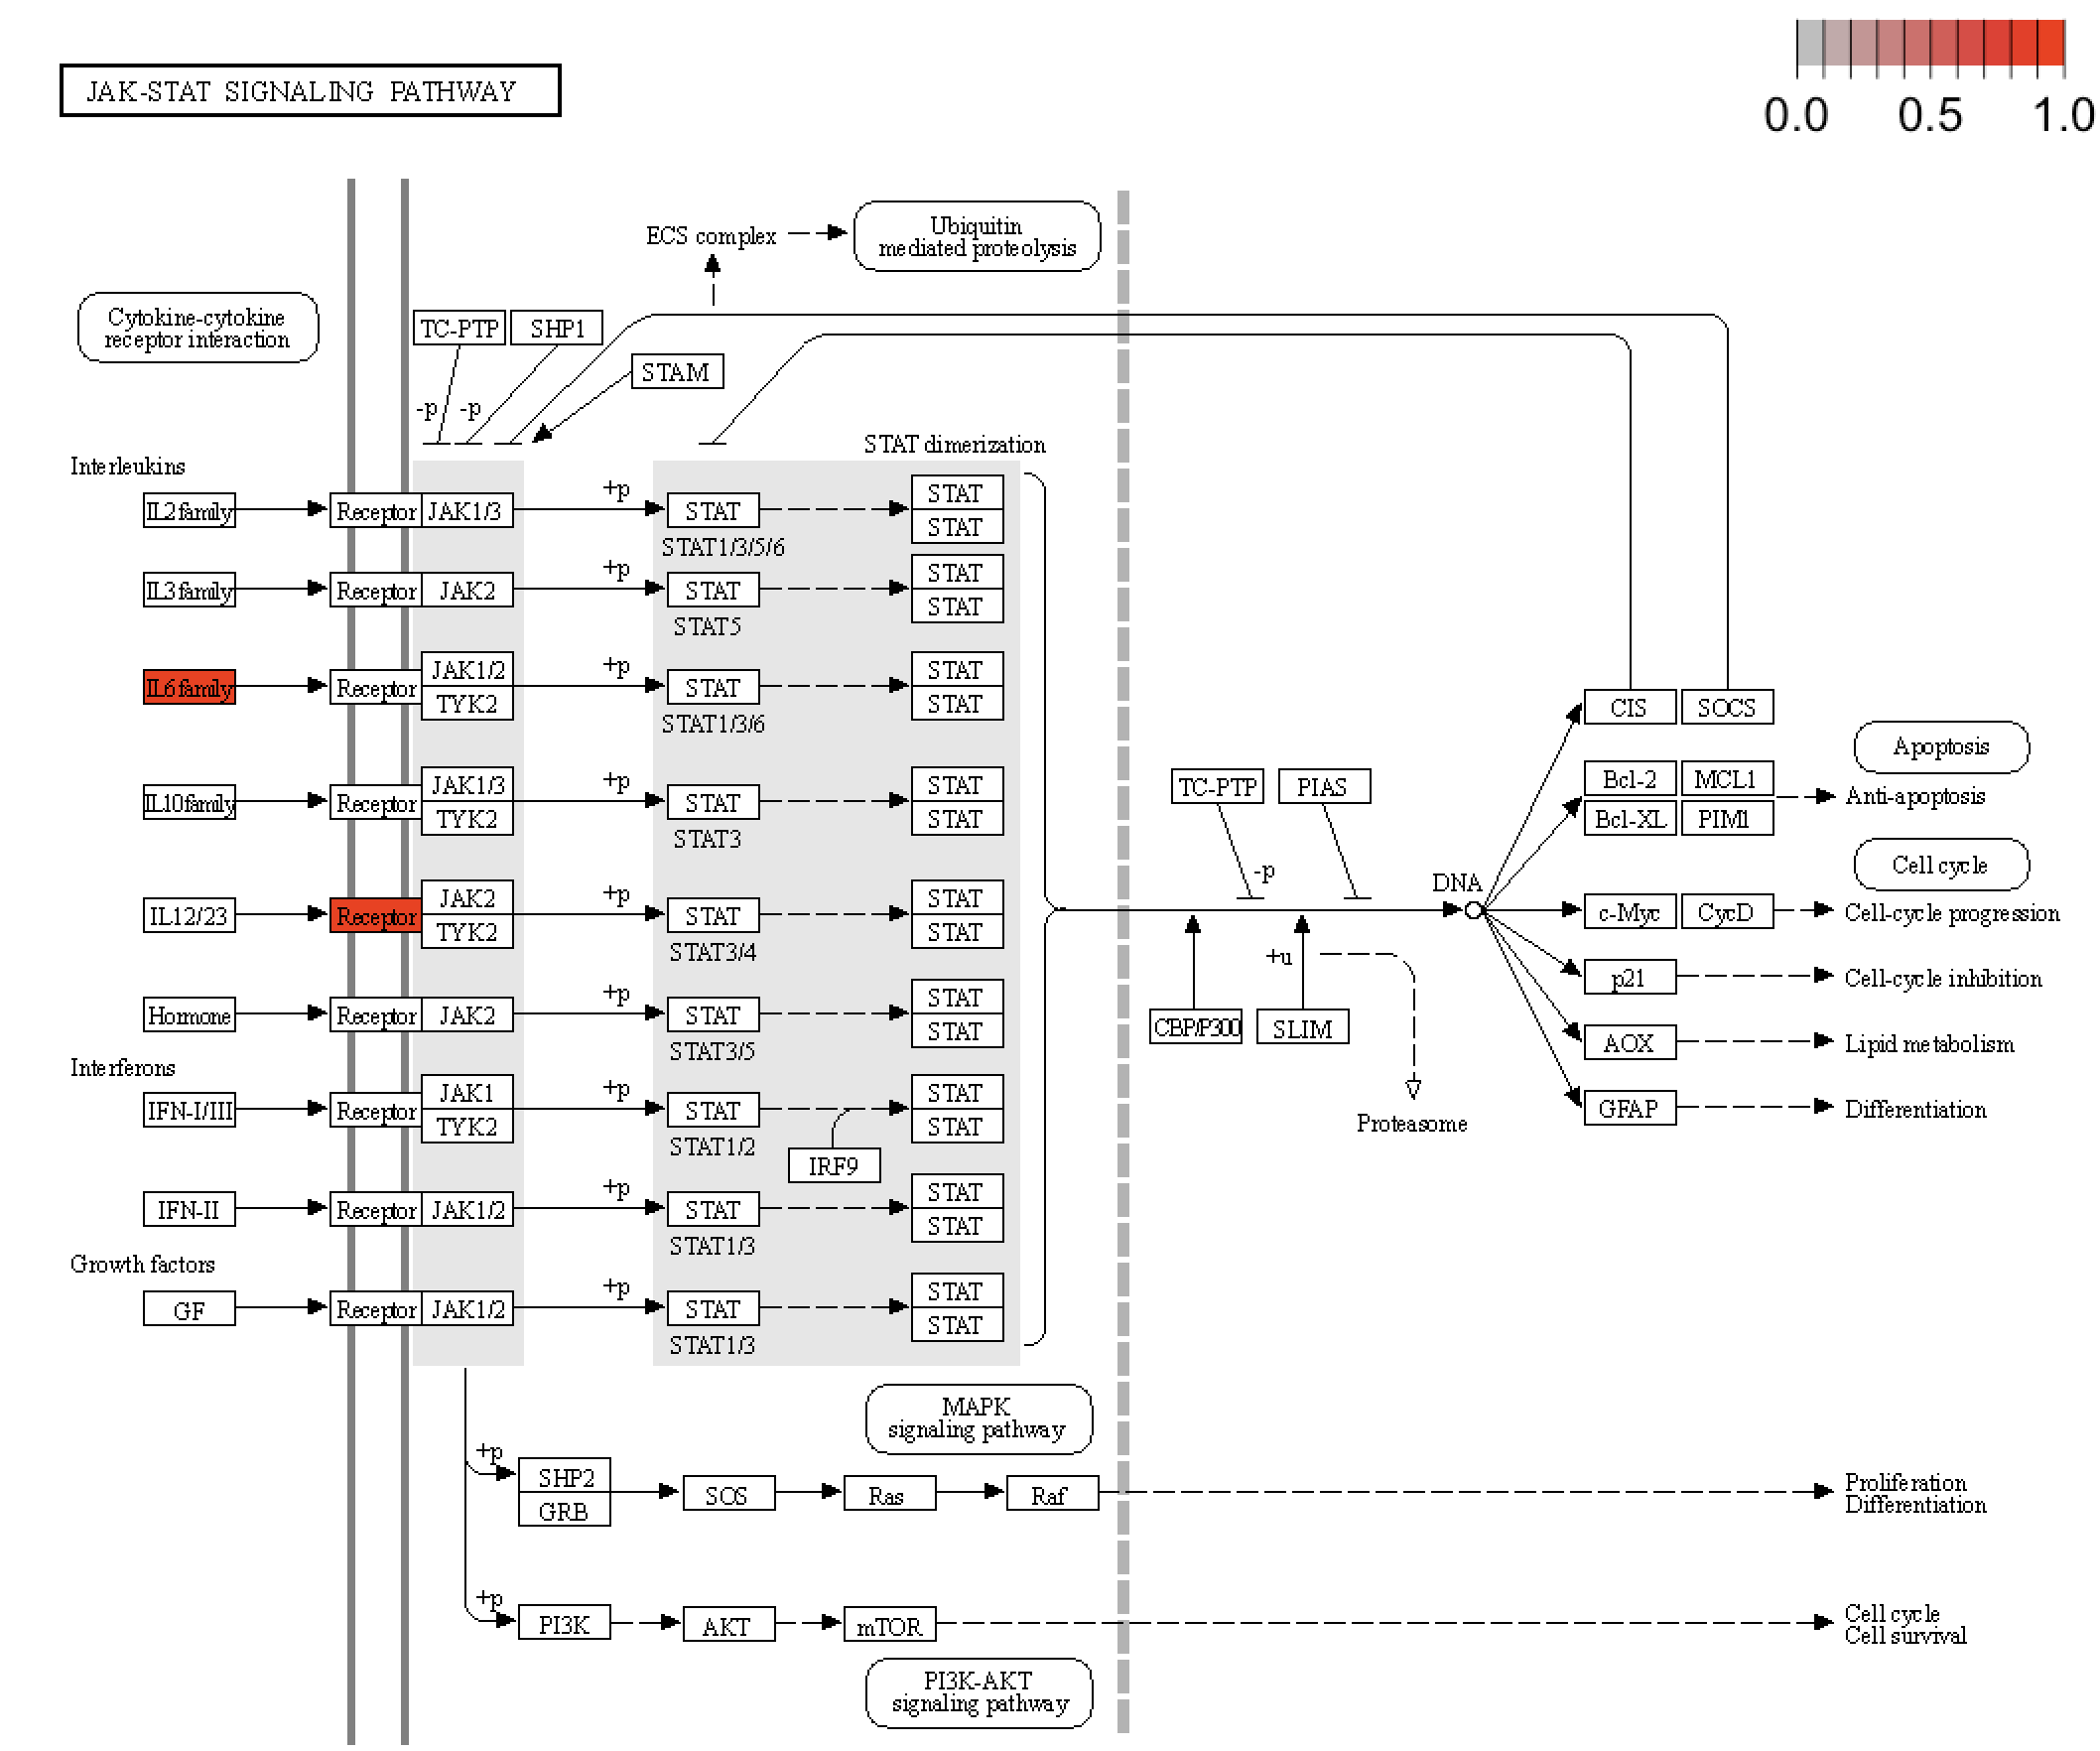 0.0 0.5 1.0
JAK-STAT SIGNALING PATHWAY
ECS complex
Ubiquitin
mediated proteolysis
Cytokine-cytokine
receptor interaction
TC-PTP SHP1
STAM
-p -p
STAT dimerization
Interleukins
IL2family Receptor JAK1/3 +p STAT STAT
STAT
STAT1/3/5/6
IL3family Receptor JAK2 +p STAT STAT
STAT
STAT5
IL6family Receptor JAK1/2 +p STAT STAT
TYK2 STAT
STAT1/3/6
CIS SOCS
Apoptosis
IL10family Receptor JAK1/3 +p STAT STAT
TYK2 STAT
STAT3
TC-PTP PIAS
Bcl-2 MCL1
Anti-apoptosis
Bcl-XL PIM1
Cell cycle
-p
DNA
IL12/23 Receptor JAK2 +p STAT STAT
TYK2 STAT
STAT3/4
c-Myc CycD Cell-cycle progression
+u
p21 Cell-cycle inhibition
Hormone Receptor JAK2 +p STAT STAT
STAT
STAT3/5
CBP/P300 SLIM
AOX Lipid metabolism
Interferons
IFN-I/III Receptor JAK1 +p STAT STAT
TYK2 STAT
STAT1/2
IRF9
GFAP Differentiation
Proteasome
IFN-II Receptor JAK1/2 +p STAT STAT
STAT
STAT1/3
Growth factors
GF Receptor JAK1/2 +p STAT STAT
STAT
STAT1/3
MAPK
signaling pathway
+p
SHP2
GRB
SOS Ras Raf
Proliferation
Differentiation
+p
PI3K AKT mTOR
Cell cycle
Cell survival
PI3K-AKT
signaling pathway